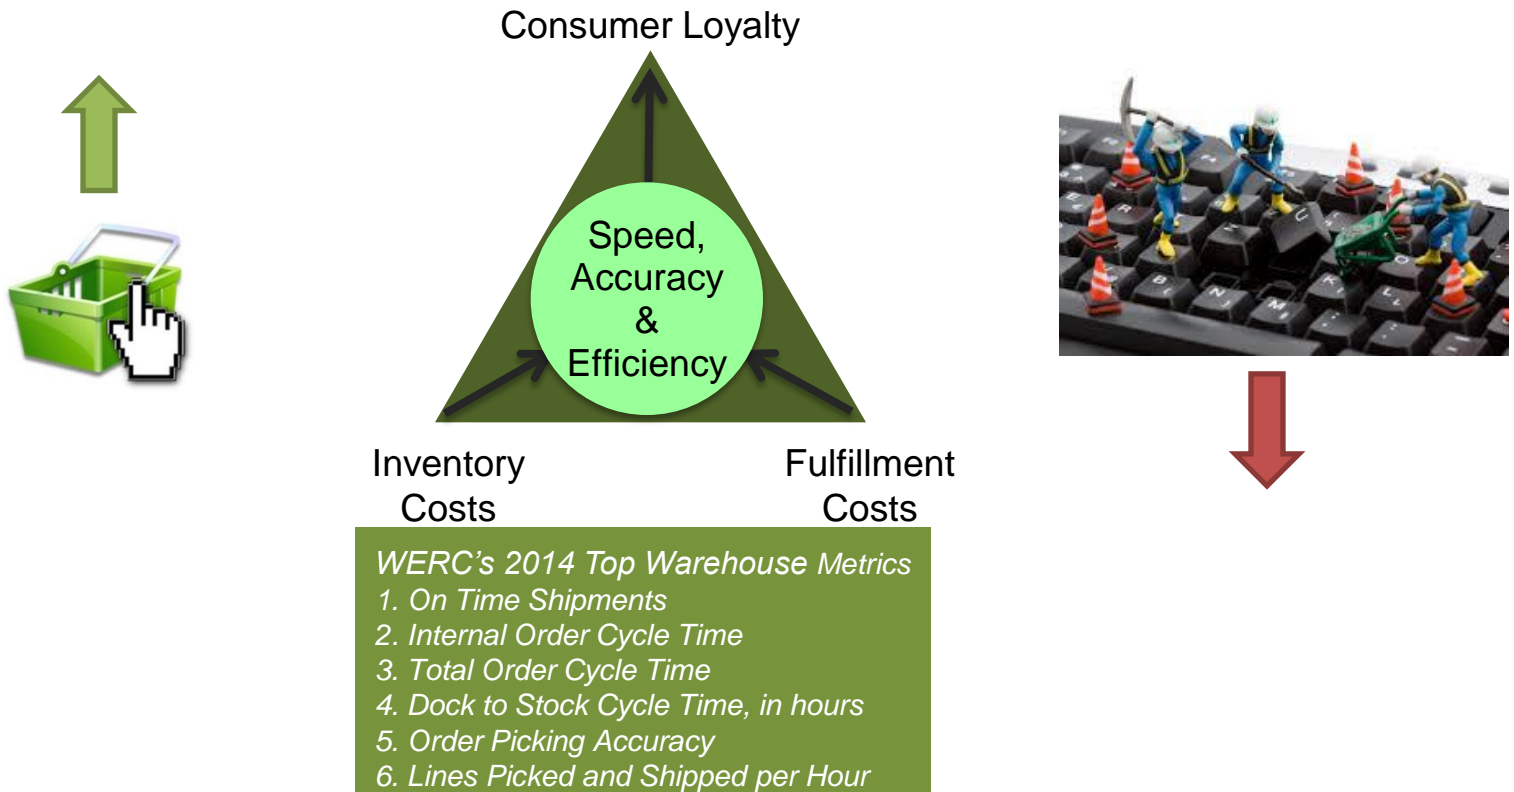 Consumer Loyalty
Speed,
Accuracy
&
Efficiency
Inventory
Costs
Fulfillment
Costs
WERC’s 2014 Top Warehouse Metrics
1. On Time Shipments
2. Internal Order Cycle Time
3. Total Order Cycle Time
4. Dock to Stock Cycle Time, in hours
5. Order Picking Accuracy
6. Lines Picked and Shipped per Hour